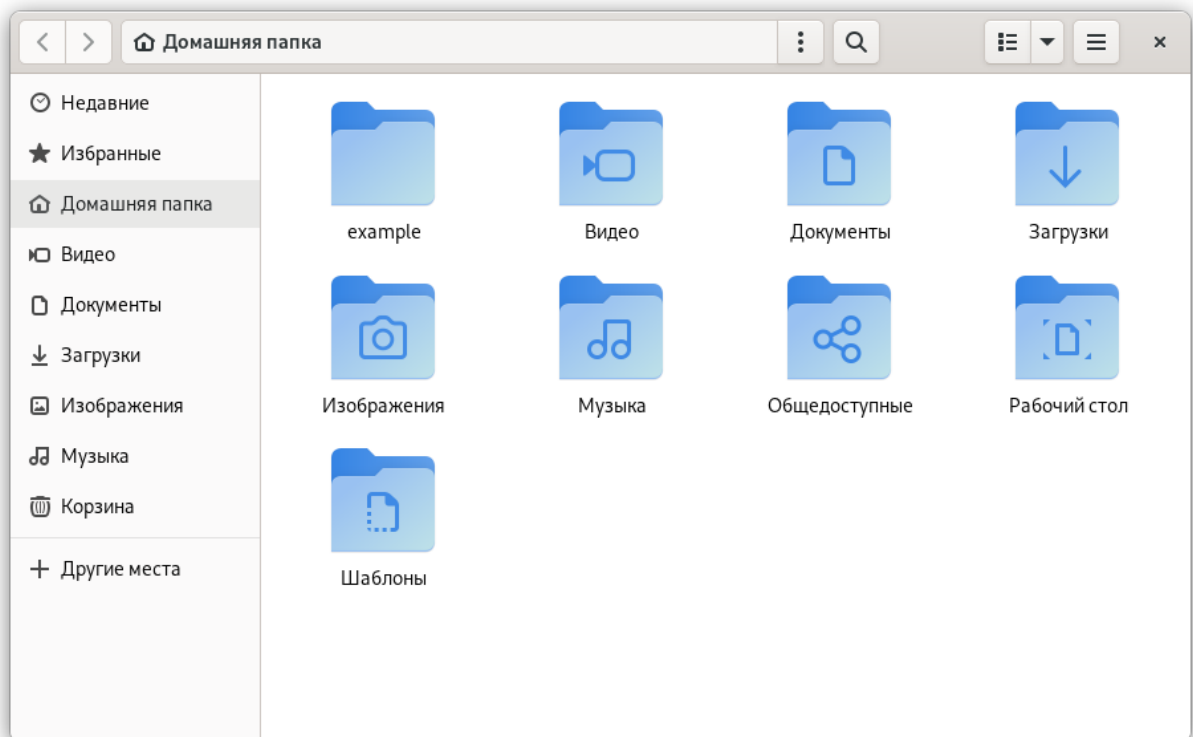 Домашняя папка
Недавние
Избранные
Домашняя папка
Видео
Документы
Загрузки
Изображения
Музыка
Корзина
Другие места
example
Видео
Документы
Загрузки
Изображения
Музыка
Общедоступные
Рабочий стол
Шаблоны